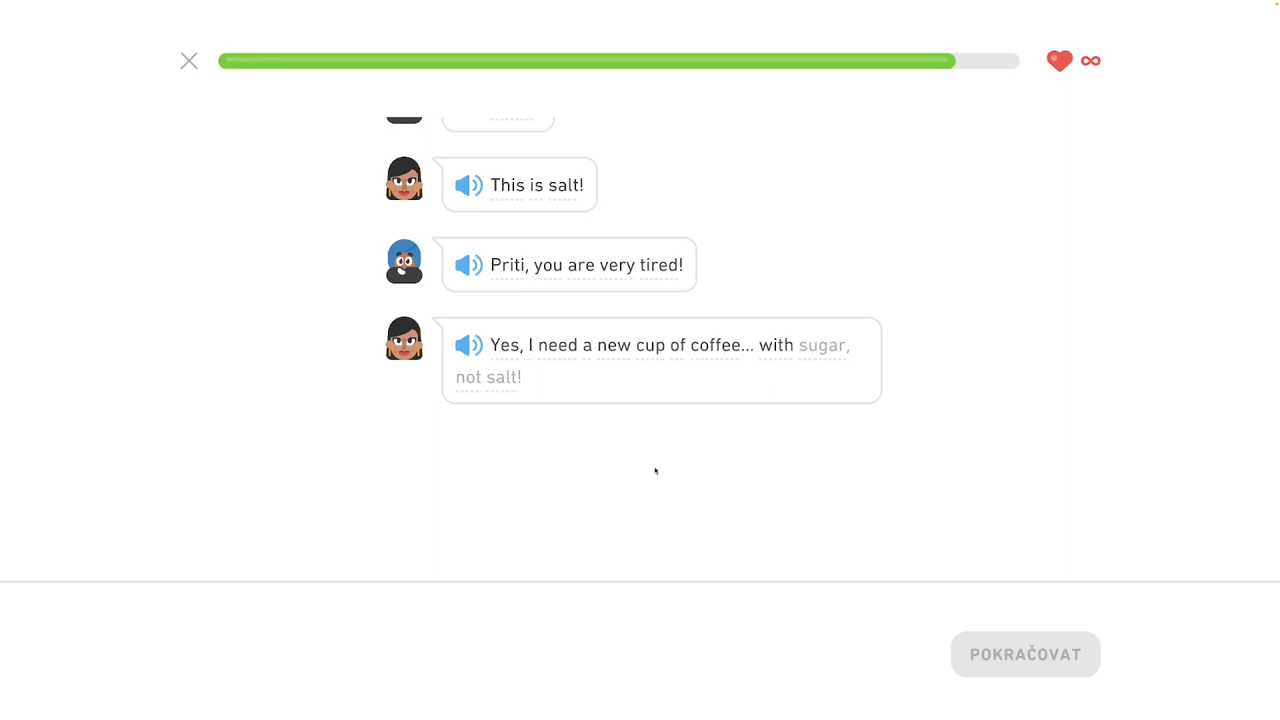 This is salt!
Priti, you are very tired!
Yes, I need a new cup of coffee... with sugar,
not salt!
POKRAČOVAT